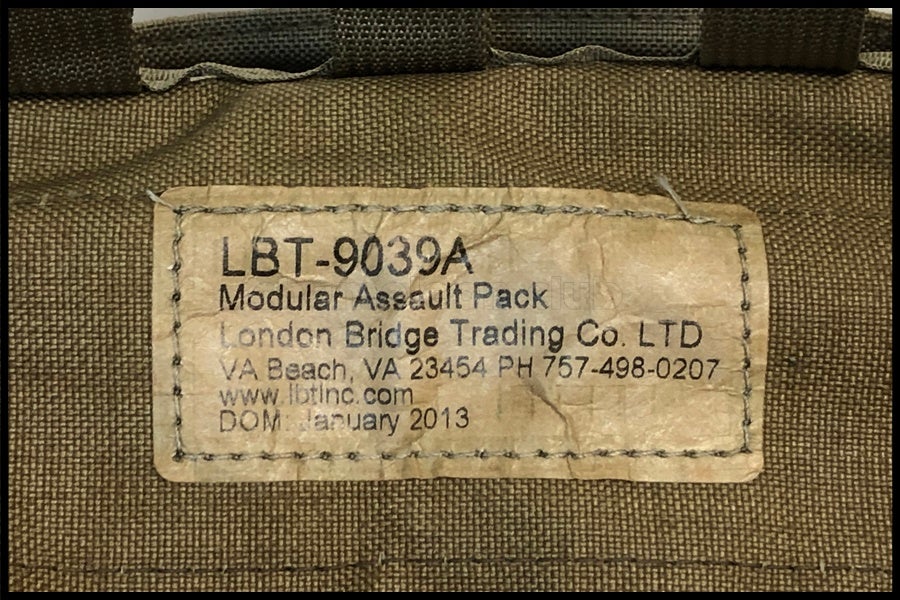 LBT-9039A
Modular Assault Pack
London Bridge Trading Co. LTD
VA Beach, VA 23454 PH 757-498-0207
www.lbtinc.com
DOM: January 2013